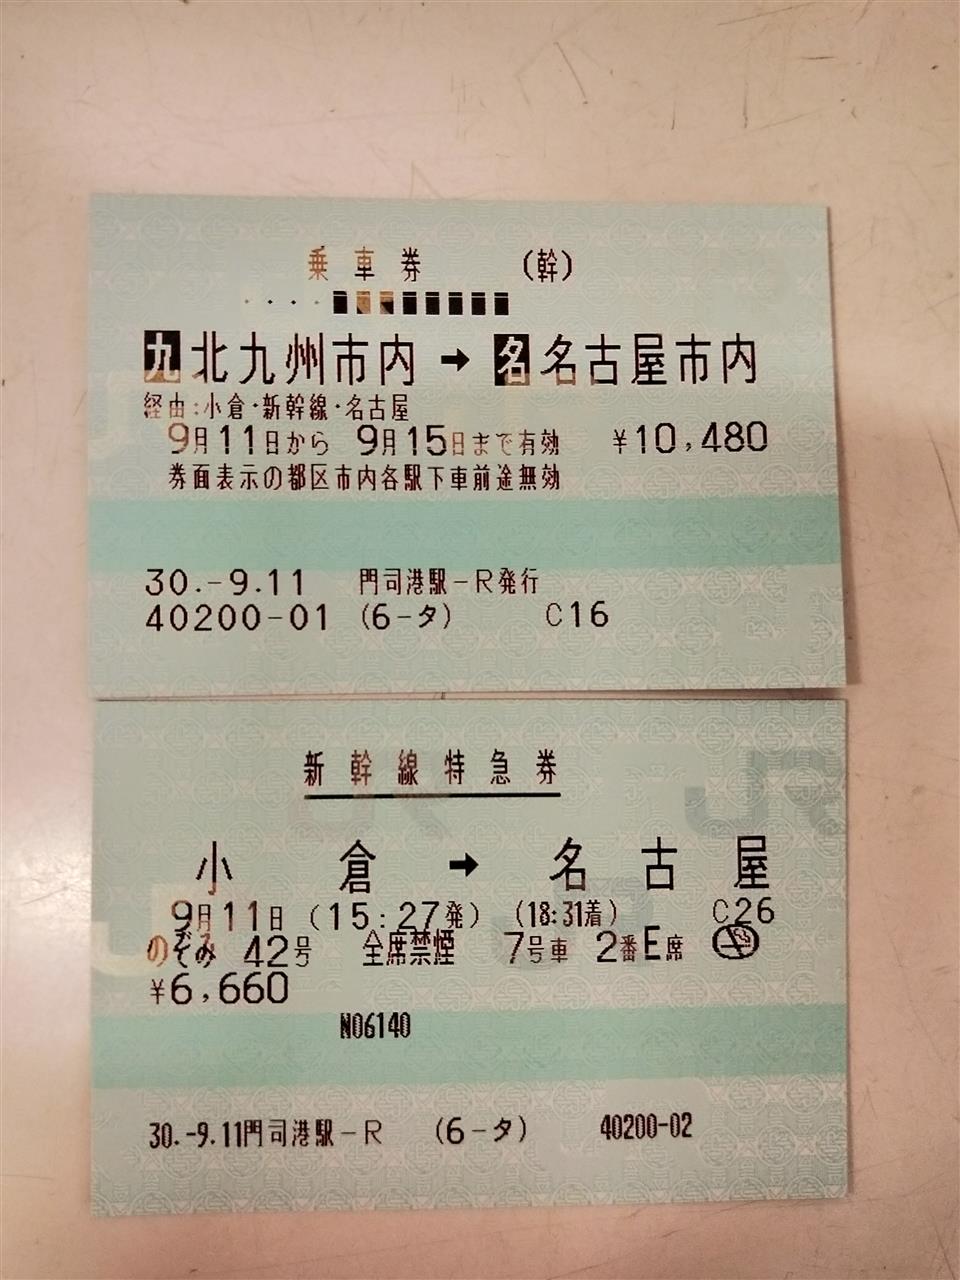 乗車券 (幹)
九 北九州市内 → 名 名古屋市内
経由:小倉・新幹線・名古屋
9月11日から 9月15日まで有効 ¥10,480
券面表示の都区市内各駅下車前途無効
30.-9.11 門司港駅-R発行
40200-01 (6-タ) C16
新幹線特急券
JR
小倉 → 名古屋
9月11日 (15:27発) (18:31着) C26
のぞみ 42号 全席禁煙 7号車 2番E席
¥6,660
N06140
30.-9.11門司港駅-R (6-タ) 40200-02